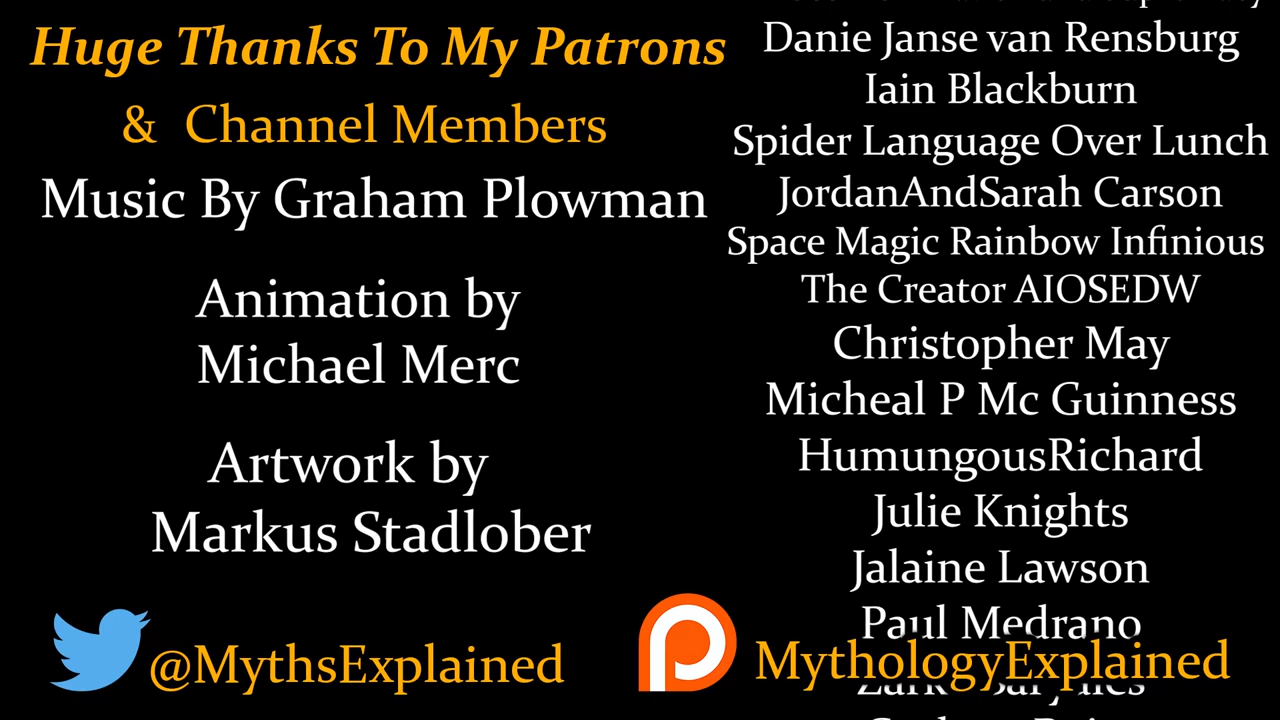 Huge Thanks To My Patrons
& Channel Members
Music By Graham Plowman
Animation by
Michael Merc
Artwork by
Markus Stadlober
@MythsExplained
Danie Janse van Rensburg
Iain Blackburn
Spider Language Over Lunch
JordanAndSarah Carson
Space Magic Rainbow Infinious
The Creator AIOSEDW
Christopher May
Micheal P Mc Guinness
HumungousRichard
Julie Knights
Jalaine Lawson
Paul Medrano
MythologyExplained